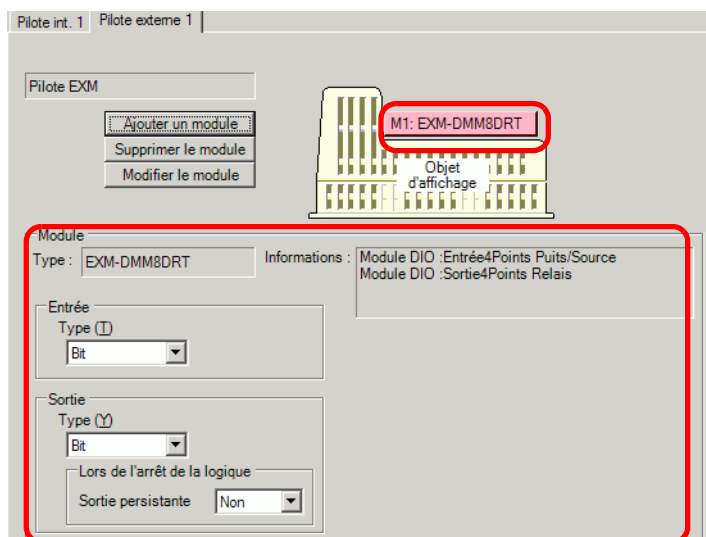 Pilote int. 1
Pilote externe 1
Pilote EXM
Ajouter un module
Supprimer le module
Modifier le module
M1: EXM-DMM8DRT
Objet
d'affichage
Module
Type : EXM-DMM8DRT
Informations : Module DIO :Entrée4Points Puits/Source
Module DIO :Sortie4Points Relais
Entrée
Type (T)
Bit
Sortie
Type (Y)
Bit
Lors de l'arrêt de la logique
Sortie persistante Non